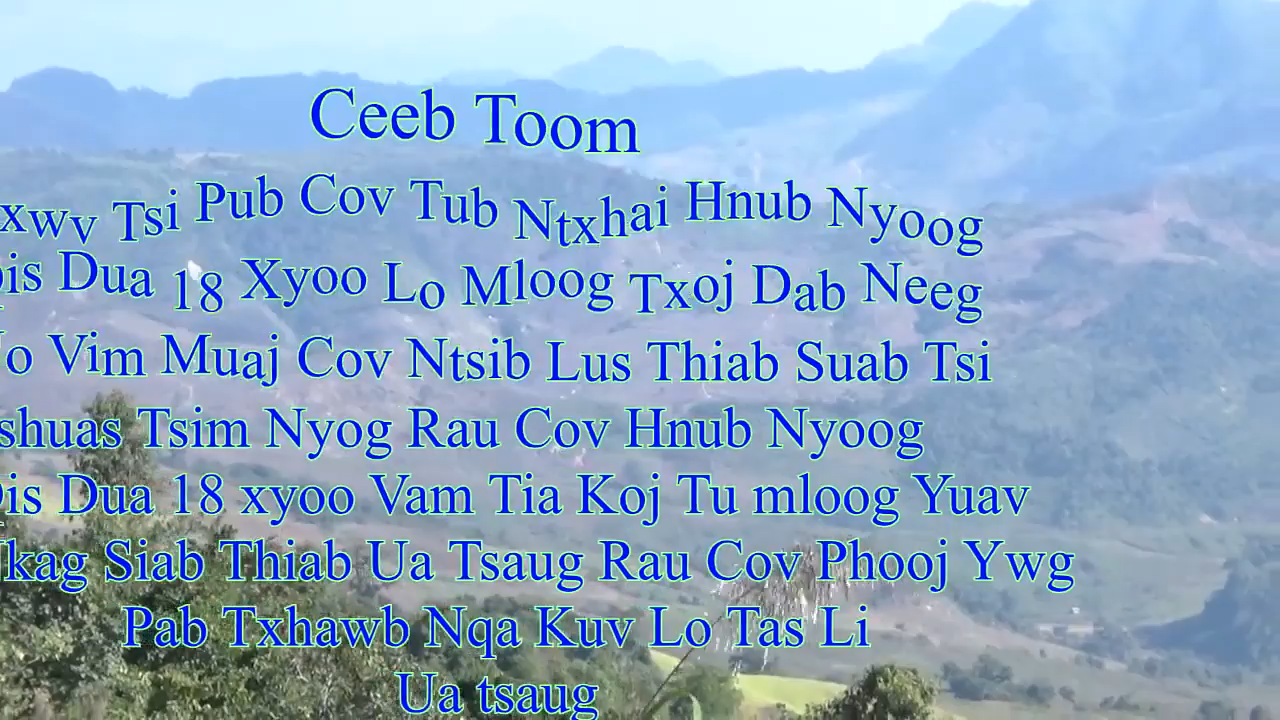 Ceeb Toom
Tsi Pub Cov Tub Ntxhai Hnub Nyoog
Dua 18 Xyoo Lo Mloog Txoj Dab Neeg
Vim Muaj Cov Ntsib Lus Thiab Suab Tsi
Tsim Nyog Rau Cov Hnub Nyoog
Dua 18 xyoo Vam Tia Koj Tu mloog Yuav
Siab Thiab Ua Tsaug Rau Cov Phooj Ywg
Pab Txhawb Nqa Kuv Lo Tas Li
Ua tsaug